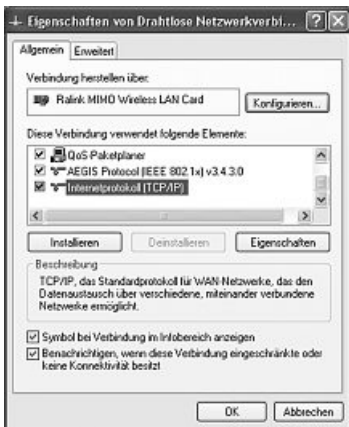 Eigenschaften von Drahtlose Netzwerkverbi...
Allgemein Erweitert
Verbindung herstellen über:
Ralink MIMO Wireless LAN Card
Konfigurieren...
Diese Verbindung verwendet folgende Elemente:
QoS-Paketplaner
AEGIS Protocol (IEEE 802.1x) v3.4.3.0
Internetprotokoll (TCP/IP)
Installieren Deinstallieren Eigenschaften
Beschreibung
TCP/IP, das Standardprotokoll für WAN-Netzwerke, das den
Datenaustausch über verschiedene, miteinander verbundene
Netzwerke ermöglicht.
Symbol bei Verbindung im Infobereich anzeigen
Benachrichtigen, wenn diese Verbindung eingeschränkte oder
keine Konnektivität besitzt
OK Abbrechen